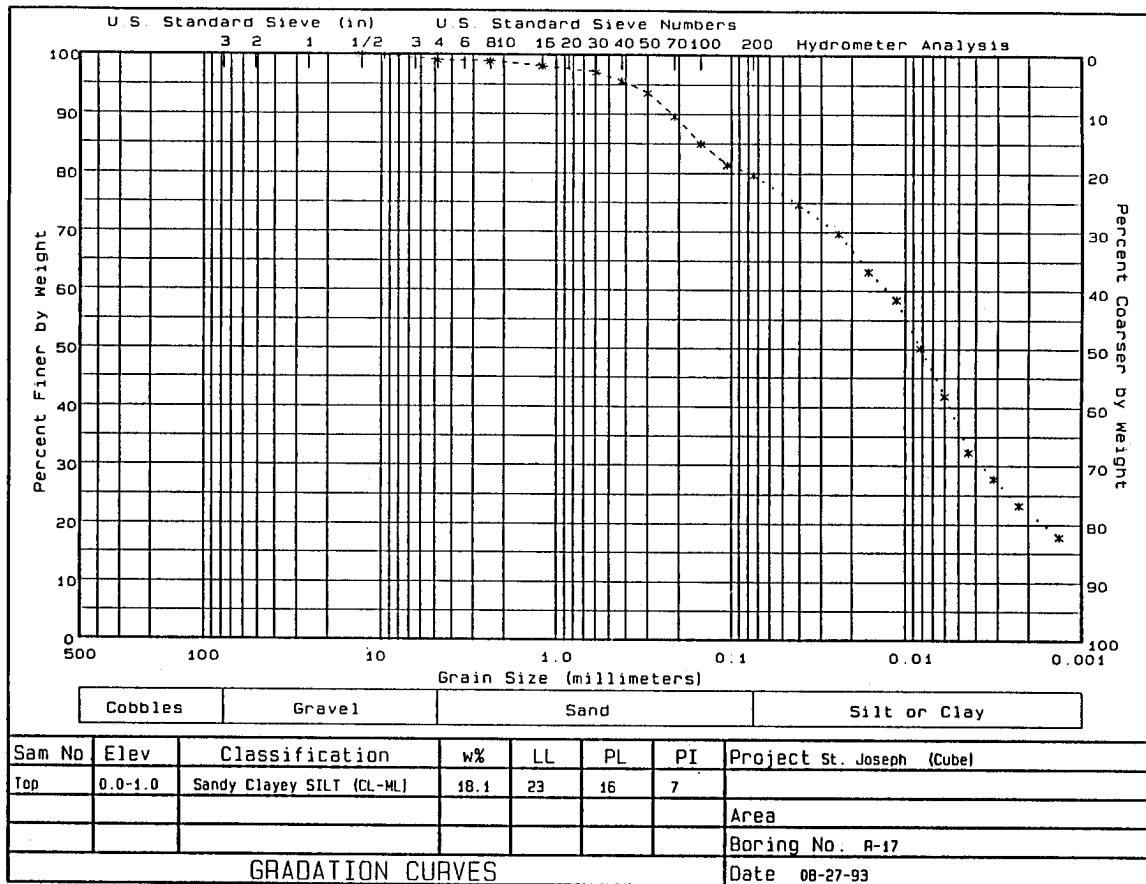 U.S. Standard Sieve (in) U.S. Standard Sieve Numbers
3 2 1 1/2 3 4 6 810 16 20 30 40 50 70 100 200 Hydrometer Analysis
100 0
90 10
80 20
70 30
60 40
50 50
40 60
30 70
20 80
10 90
0 100
Percent Finer by Weight
Percent Coarser by Weight
500 100 10 1.0 0.1 0.01 0.001
Grain Size (millimeters)
Cobbles Gravel Sand Silt or Clay
Sam No Elev Classification w% LL PL PI Project St. Joseph (Cube)
Top 0.0-1.0 Sandy Clayey SILT (CL-ML) 18.1 23 16 7
Area
Boring No. A-17
GRADATION CURVES Date 08-27-93